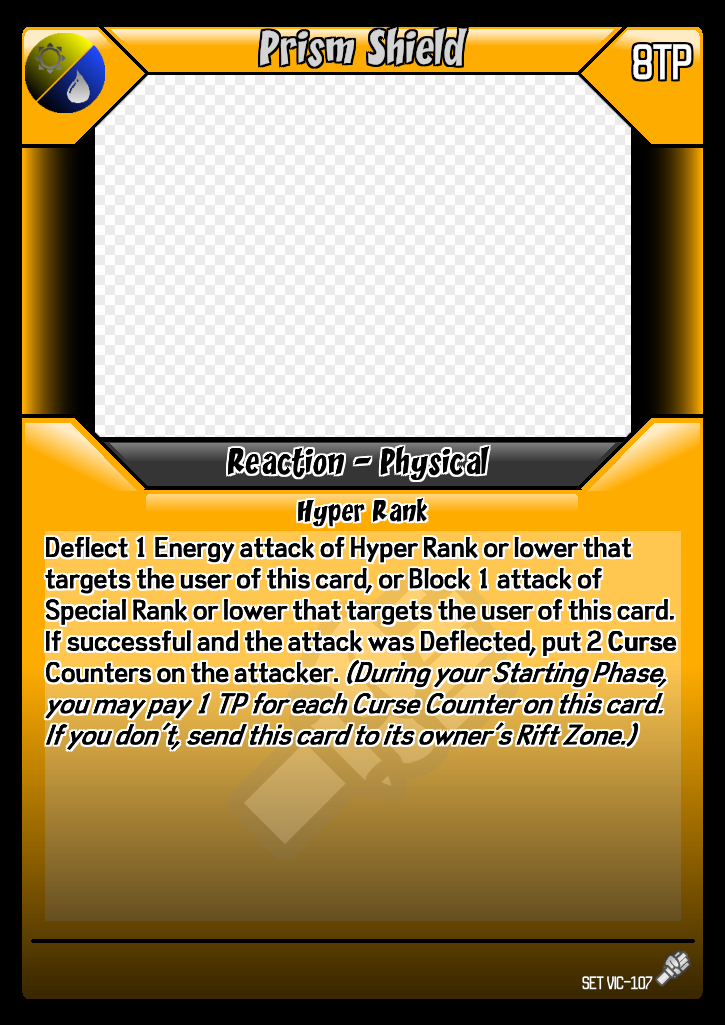 Prism Shield
8TP
Reaction - Physical
Hyper Rank
Deflect 1 Energy attack of Hyper Rank or lower that
targets the user of this card, or Block 1 attack of
Special Rank or lower that targets the user of this card.
If successful and the attack was Deflected, put 2 Curse
Counters on the attacker. (During your Starting Phase,
you may pay 1 TP for each Curse Counter on this card.
If you don't, send this card to its owner's Rift Zone.)
SET VIC-107